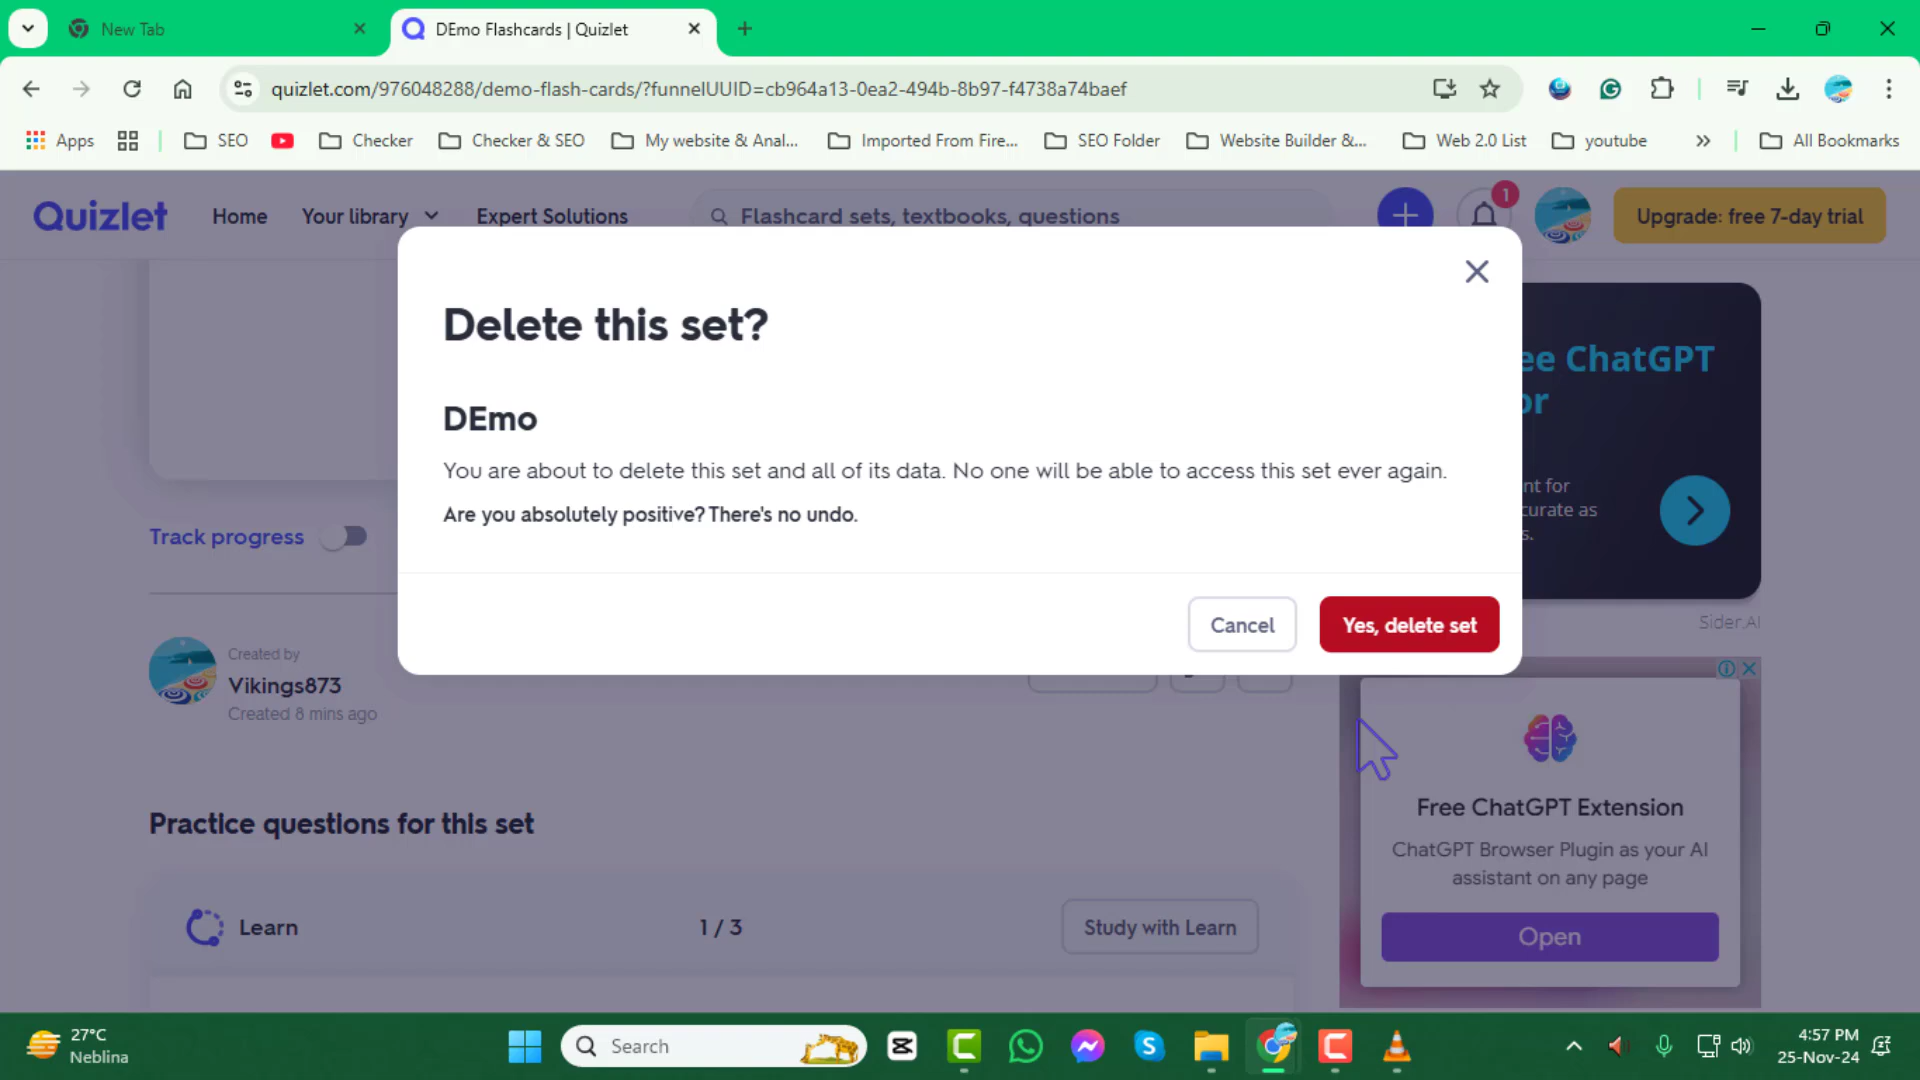 New Tab
DEmo Flashcards | Quizlet
quizlet.com/976048288/demo-flash-cards/?funnelUUID=cb964a13-0ea2-494b-8b97-f4738a74baef
Apps SEO Checker Checker & SEO My website & Anal... Imported From Fire... SEO Folder Website Builder &... Web 2.0 List youtube All Bookmarks
Quizlet Home Your library Expert Solutions Flashcard sets, textbooks, questions 1 Upgrade: free 7-day trial
Delete this set?
DEmo
You are about to delete this set and all of its data. No one will be able to access this set ever again.
Are you absolutely positive? There's no undo.
Cancel Yes, delete set
ee ChatGPT
or
nt for
curate as
s.
Sider.AI
Track progress
Created by
Vikings873
Created 8 mins ago
Practice questions for this set
Learn 1 / 3 Study with Learn
Free ChatGPT Extension
ChatGPT Browser Plugin as your AI
assistant on any page
Open
27°C
Neblina
Search
4:57 PM
25-Nov-24